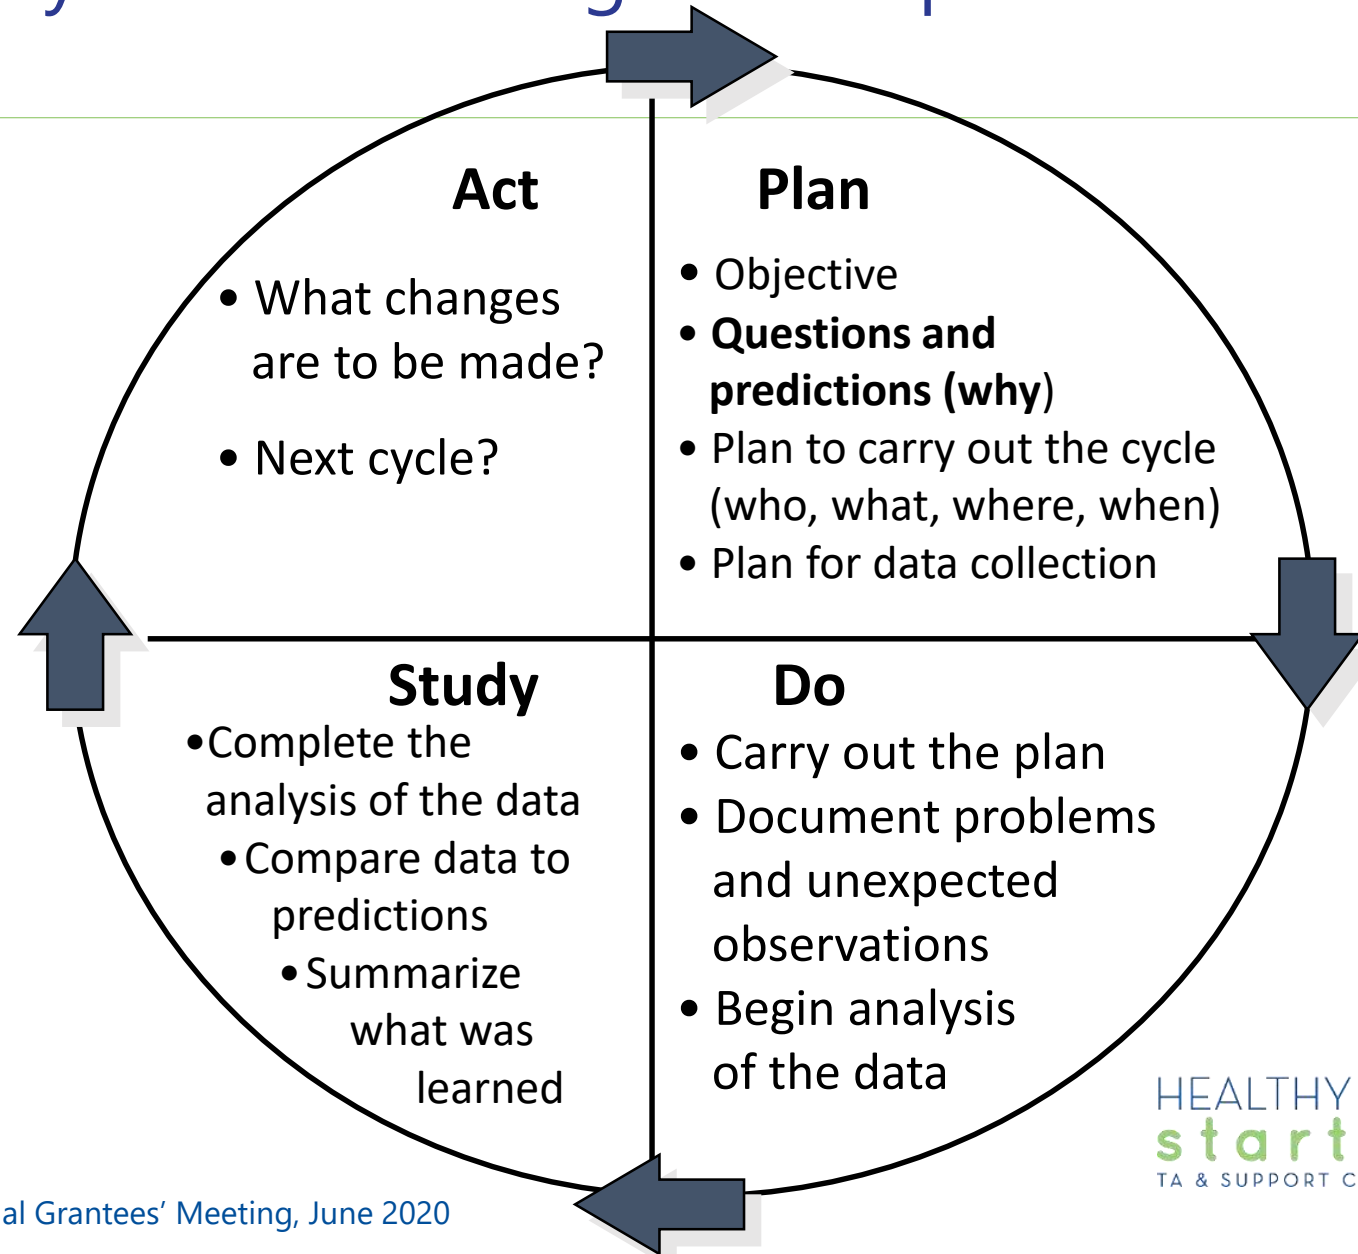 Act
• What changes
are to be made?
• Next cycle?
Plan
• Objective
• Questions and
predictions (why)
• Plan to carry out the cycle
(who, what, where, when)
• Plan for data collection
Study
•Complete the
analysis of the data
•Compare data to
predictions
•Summarize
what was
learned
Do
• Carry out the plan
• Document problems
and unexpected
observations
• Begin analysis
of the data
HEALTHY
start
TA & SUPPORT C
al Grantees’ Meeting, June 2020